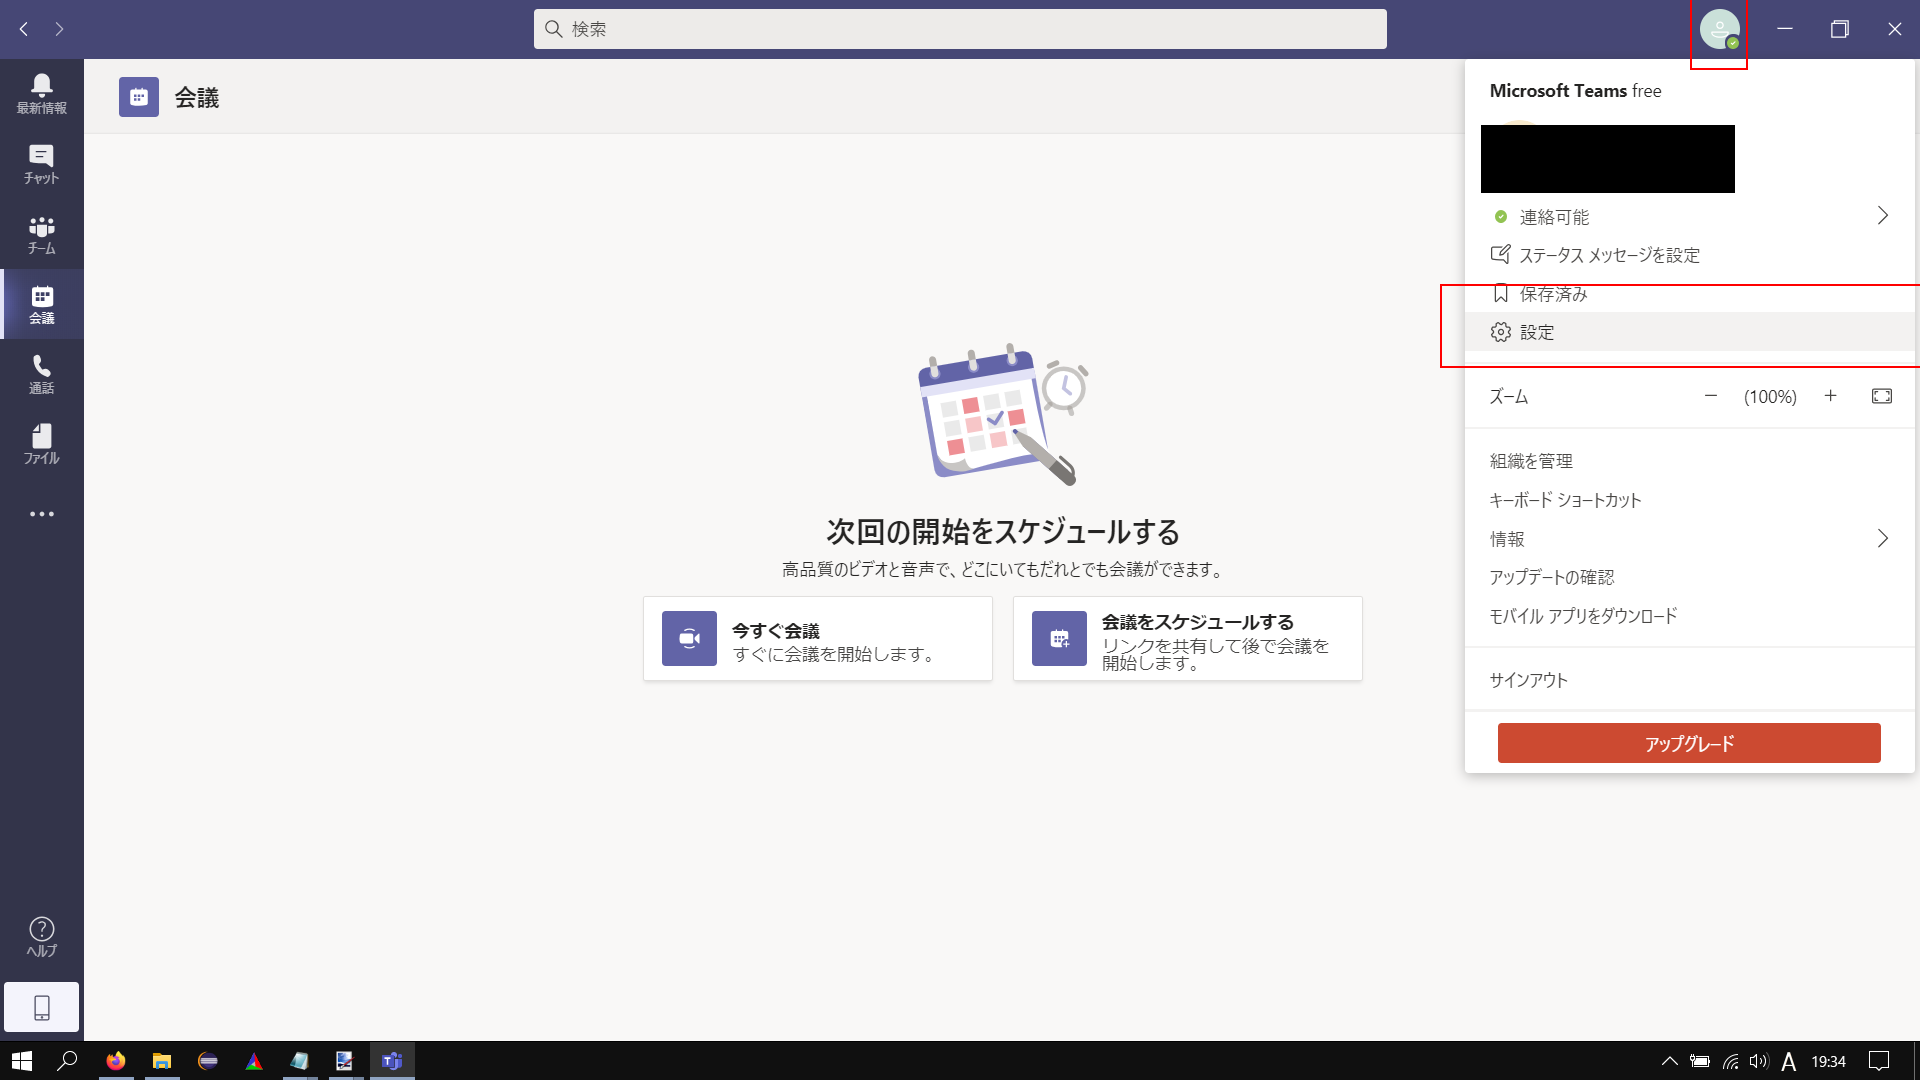 検索
最新情報
チャット
チーム
会議
通話
ファイル
ヘルプ
会議
次回の開始をスケジュールする
高品質のビデオと音声で、どこにいてもだれとでも会議ができます。
今すぐ会議
すぐに会議を開始します。
会議をスケジュールする
リンクを共有して後で会議を
開始します。
Microsoft Teams free
連絡可能
ステータス メッセージを設定
保存済み
設定
ズーム
(100%)
組織を管理
キーボード ショートカット
情報
アップデートの確認
モバイル アプリをダウンロード
サインアウト
アップグレード
A
19:34